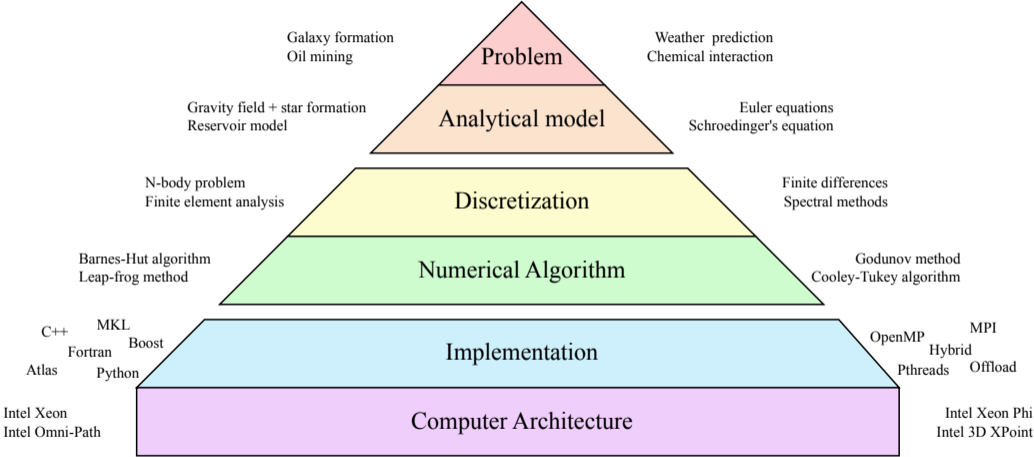 Galaxy formation
Oil mining
Problem
Weather prediction
Chemical interaction
Gravity field + star formation
Reservoir model
Analytical model
Euler equations
Schroedinger's equation
N-body problem
Finite element analysis
Discretization
Finite differences
Spectral methods
Barnes-Hut algorithm
Leap-frog method
Numerical Algorithm
Godunov method
Cooley-Tukey algorithm
C++
MKL
Fortran
Boost
Atlas
Python
Implementation
OpenMP
MPI
Hybrid
Pthreads
Offload
Intel Xeon
Intel Omni-Path
Computer Architecture
Intel Xeon Phi
Intel 3D XPoint